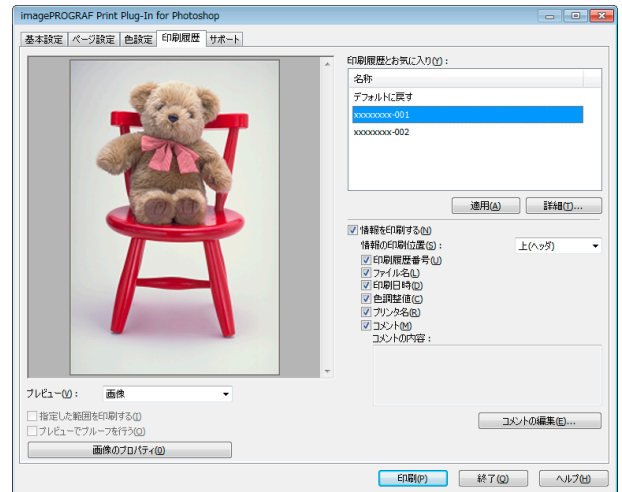 imagePROGRAF Print Plug-In for Photoshop
基本設定 ページ設定 色設定 印刷履歴 サポート
印刷履歴とお気に入り(Y)：
名称
デフォルトに戻す
xxxxxxxx-001
xxxxxxxx-002
適用(A) 詳細(T)...
情報を印刷する(N)
情報の印刷位置(S)： 上(ヘッダ)
印刷履歴番号(U)
ファイル名(L)
印刷日時(D)
色調整値(C)
プリンタ名(R)
コメント(M)
コメントの内容：
プレビュー(V)： 画像
指定した範囲を印刷する(I)
プレビューでプルーフを行う(O)
コメントの編集(E)...
画像のプロパティ(0)
印刷(P) 終了(Q) ヘルプ(H)